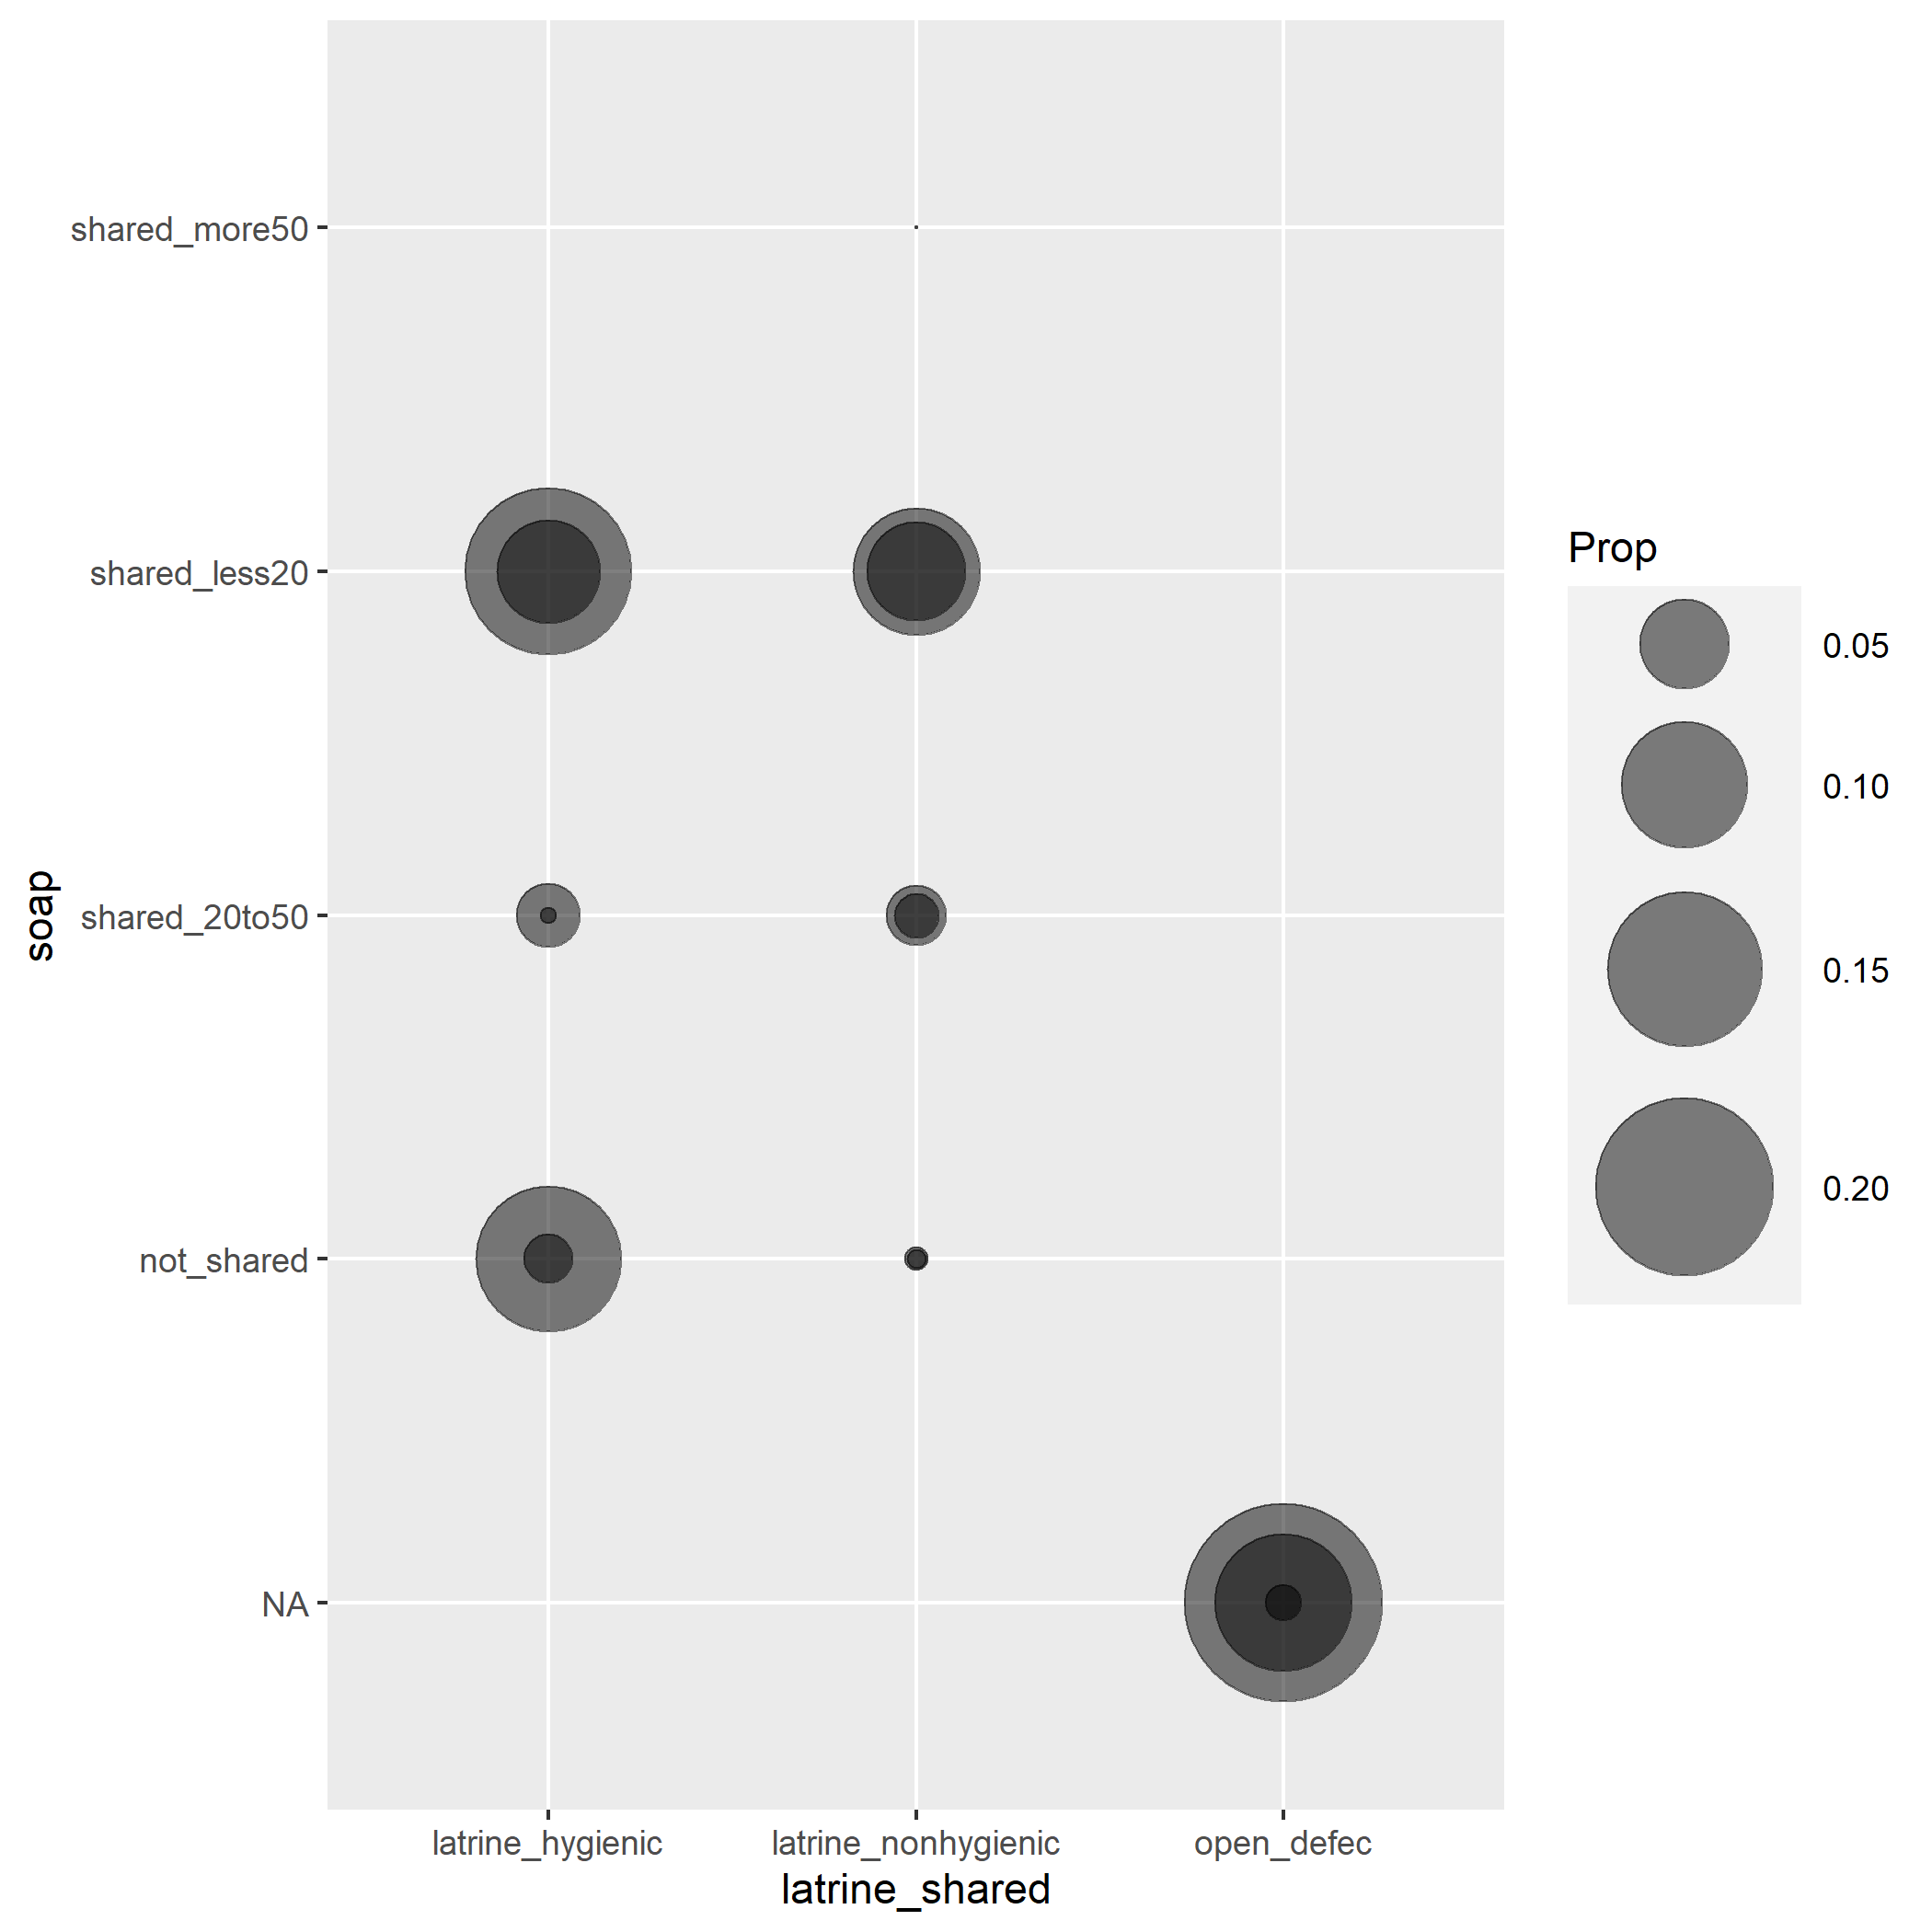 soap
shared_more50
shared_less20
shared_20to50
not_shared
NA
latrine_hygienic
latrine_nonhygienic
open_defec
latrine_shared
Prop
0.05
0.10
0.15
0.20